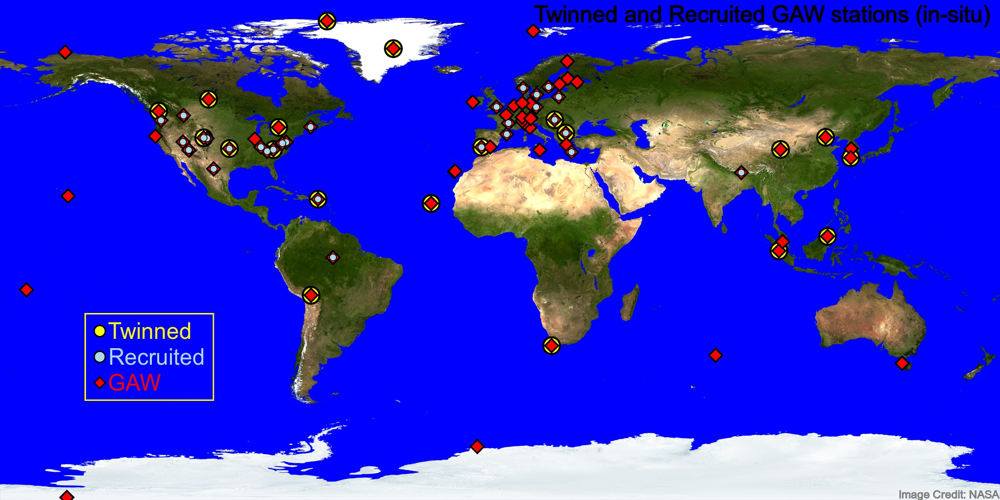 Twinned and Recruited GAW stations (in-situ)
Twinned
Recruited
GAW
Image Credit: NASA